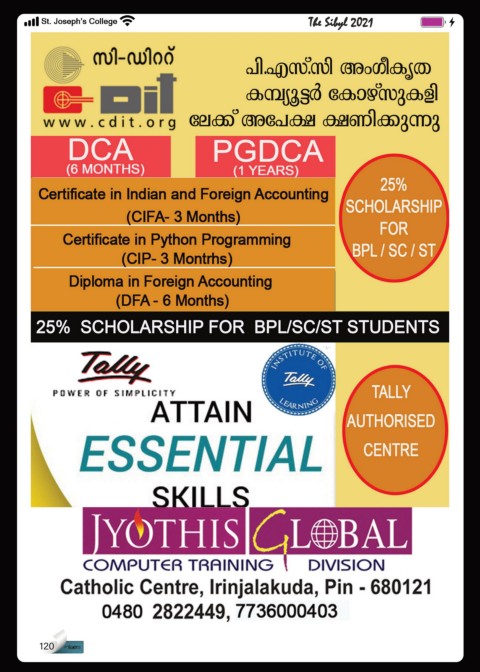 St. Joseph's College
The Sibyl 2021
സി-ഡിററ്
C-DIT
www.cdit.org
പി.എസ്.സി അംഗീകൃത
കമ്പ്യൂട്ടർ കോഴ്സുകളി
ലേക്ക് അപേക്ഷ ക്ഷണിക്കുന്നു
DCA
(6 MONTHS)
PGDCA
(1 YEARS)
Certificate in Indian and Foreign Accounting
(CIFA- 3 Months)
Certificate in Python Programming
(CIP- 3 Montrhs)
Diploma in Foreign Accounting
(DFA - 6 Months)
25%
SCHOLARSHIP
FOR
BPL / SC / ST
25% SCHOLARSHIP FOR BPL/SC/ST STUDENTS
Tally
POWER OF SIMPLICITY
INSTITUTE OF
Tally
LEARNING
ATTAIN
ESSENTIAL
SKILLS
TALLY
AUTHORISED
CENTRE
JYOTHIS GLOBAL
COMPUTER TRAINING DIVISION
Catholic Centre, Irinjalakuda, Pin - 680121
0480 2822449, 7736000403
120